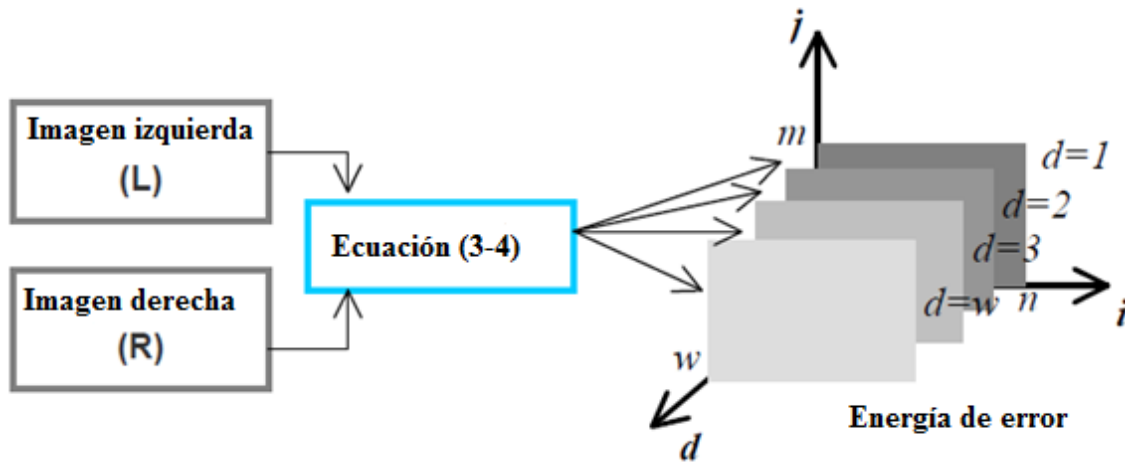 Imagen izquierda
(L)
Imagen derecha
(R)
Ecuación (3-4)
j
m
d=1
d=2
d=3
d=w
n
i
w
d
Energía de error